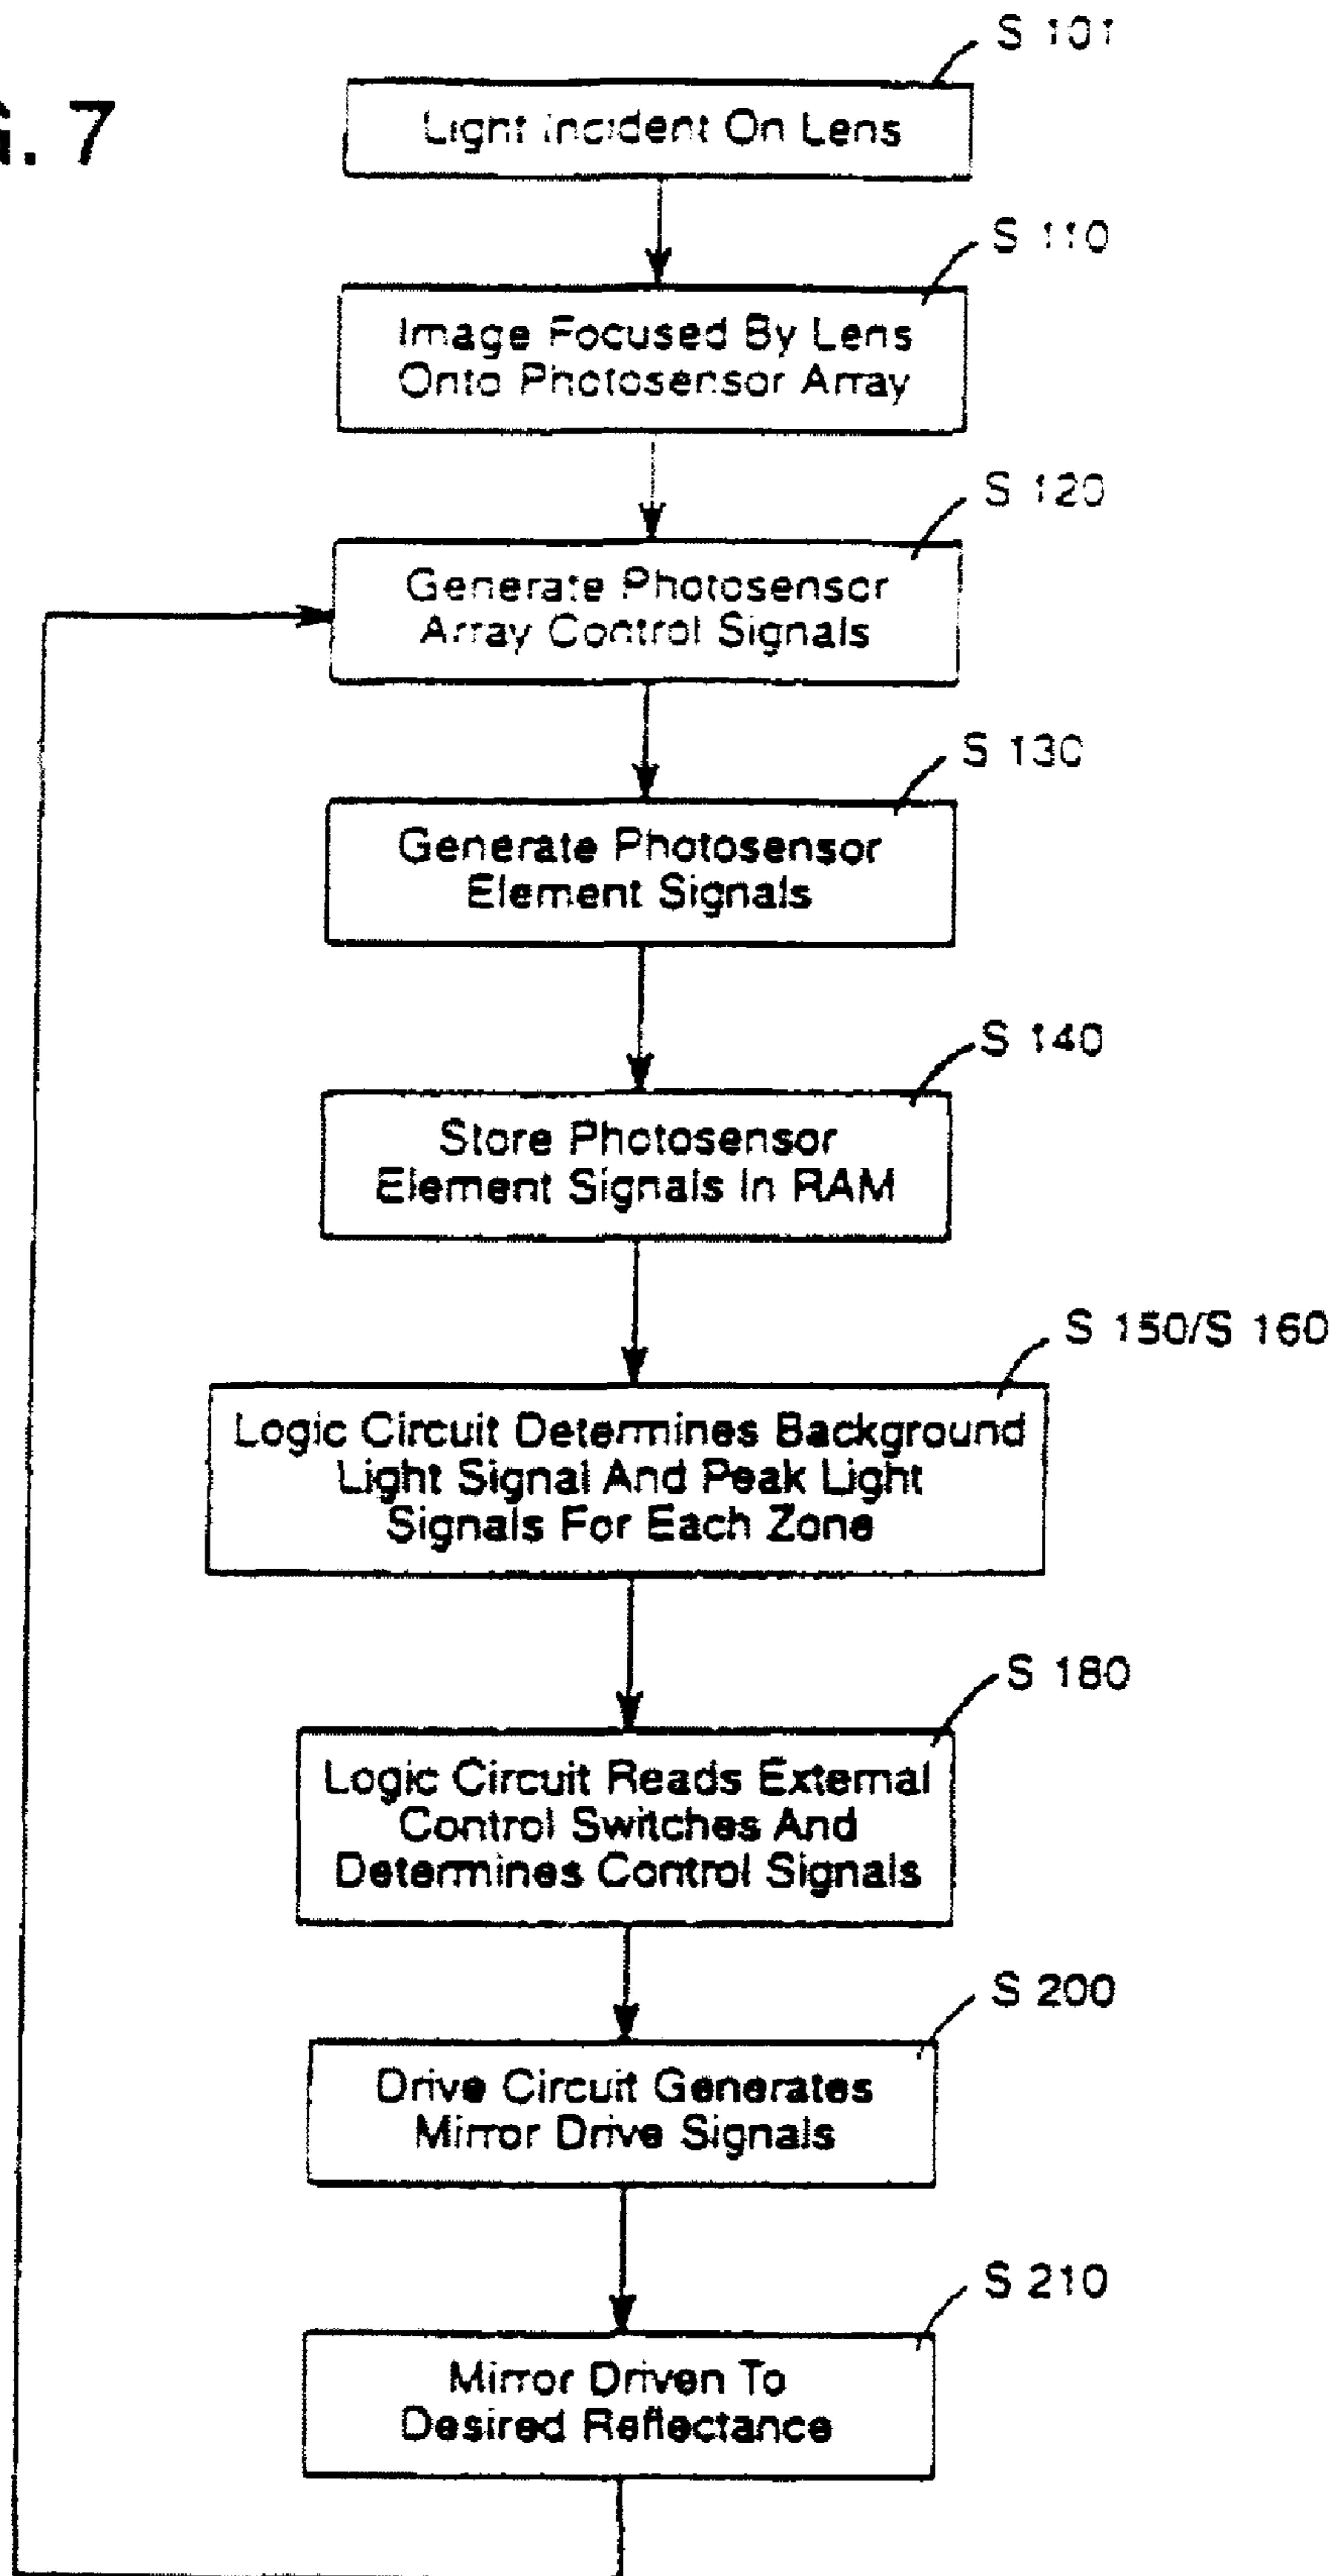 G. 7
S 101
Light Incident On Lens
S 110
Image Focused By Lens
Onto Photosensor Array
S 120
Generate Photosensor
Array Control Signals
S 130
Generate Photosensor
Element Signals
S 140
Store Photosensor
Element Signals In RAM
S 150/S 160
Logic Circuit Determines Background
Light Signal And Peak Light
Signals For Each Zone
S 180
Logic Circuit Reads External
Control Switches And
Determines Control Signals
S 200
Drive Circuit Generates
Mirror Drive Signals
S 210
Mirror Driven To
Desired Reflectance